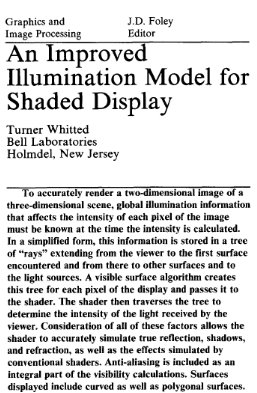 Graphics and J.D. Foley
Image Processing Editor
An Improved
Illumination Model for
Shaded Display
Turner Whitted
Bell Laboratories
Holmdel, New Jersey
To accurately render a two-dimensional image of a
three-dimensional scene, global illumination information
that affects the intensity of each pixel of the image
must be known at the time the intensity is calculated.
In a simplified form, this information is stored in a tree
of "rays" extending from the viewer to the first surface
encountered and from there to other surfaces and to
the light sources. A visible surface algorithm creates
this tree for each pixel of the display and passes it to
the shader. The shader then traverses the tree to
determine the intensity of the light received by the
viewer. Consideration of all of these factors allows the
shader to accurately simulate true reflection, shadows,
and refraction, as well as the effects simulated by
conventional shaders. Anti-aliasing is included as an
integral part of the visibility calculations. Surfaces
displayed include curved as well as polygonal surfaces.